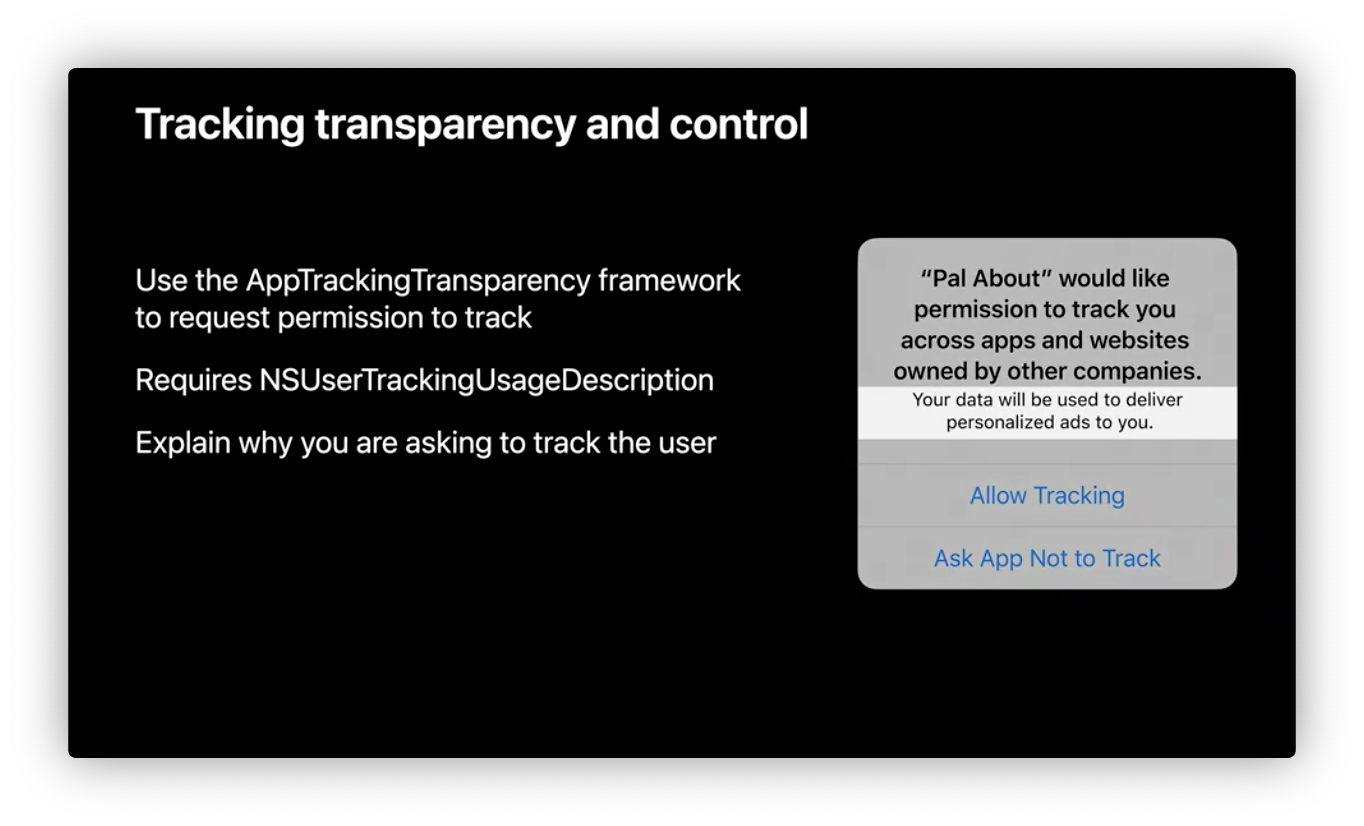 Tracking transparency and control
Use the AppTrackingTransparency framework
to request permission to track
Requires NSUserTrackingUsageDescription
Explain why you are asking to track the user
“Pal About” would like
permission to track you
across apps and websites
owned by other companies.
Your data will be used to deliver
personalized ads to you.
Allow Tracking
Ask App Not to Track